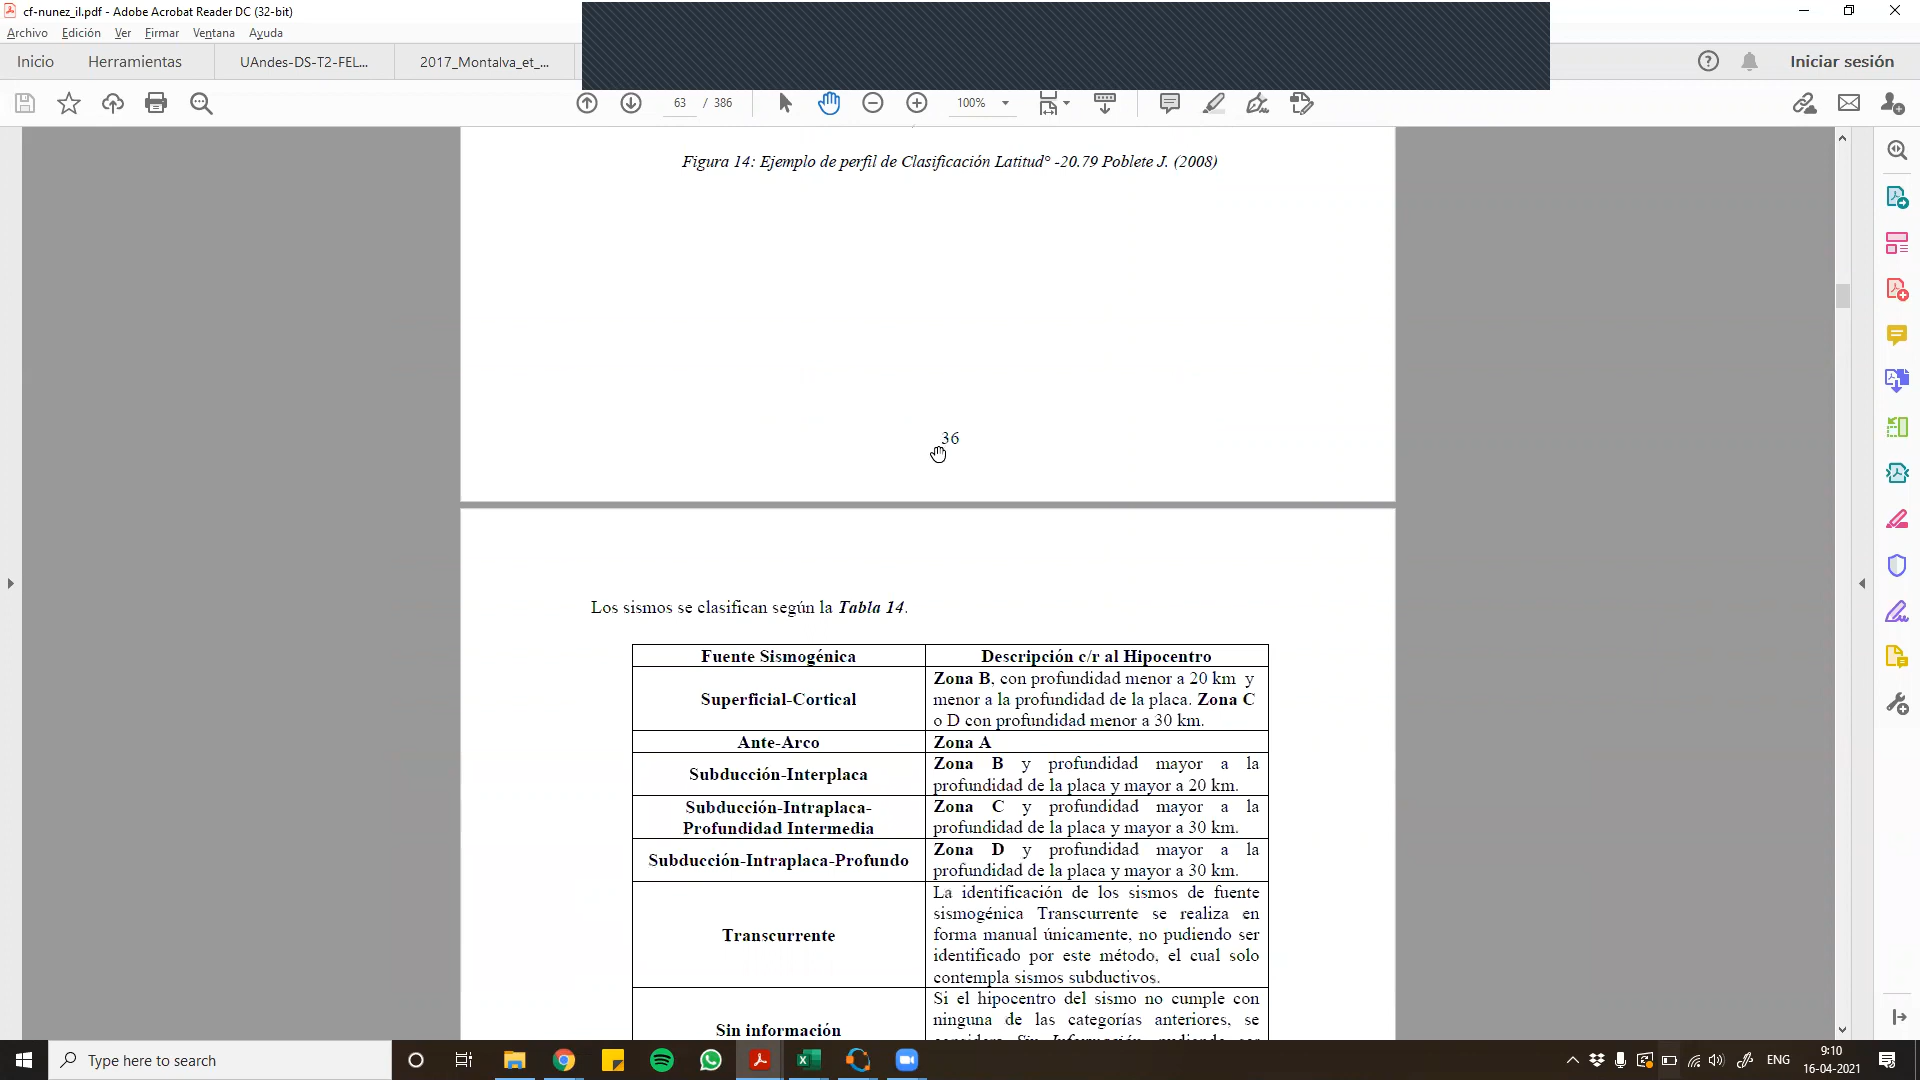 cf-nunez_il.pdf - Adobe Acrobat Reader DC (32-bit)
Archivo Edición Ver Firmar Ventana Ayuda
Inicio Herramientas UAndes-DS-T2-FEL... 2017_Montalva_et_... Iniciar sesión
63 / 386 100%
Figura 14: Ejemplo de perfil de Clasificación Latitud° -20.79 Poblete J. (2008)
36
Los sismos se clasifican según la Tabla 14.
Fuente Sismogénica
Descripción c/r al Hipocentro
Superficial-Cortical
Zona B, con profundidad menor a 20 km y
menor a la profundidad de la placa. Zona C
o D con profundidad menor a 30 km.
Ante-Arco
Zona A
Subducción-Interplaca
Zona B y profundidad mayor a la
profundidad de la placa y mayor a 20 km.
Subducción-Intraplaca-
Profundidad Intermedia
Zona C y profundidad mayor a la
profundidad de la placa y mayor a 30 km.
Subducción-Intraplaca-Profundo
Zona D y profundidad mayor a la
profundidad de la placa y mayor a 30 km.
Transcurrente
La identificación de los sismos de fuente
sismogénica Transcurrente se realiza en
forma manual únicamente, no pudiendo ser
identificado por este método, el cual solo
contempla sismos subductivos.
Sin información
Si el hipocentro del sismo no cumple con
ninguna de las categorías anteriores, se
Type here to search
ENG
9:10
16-04-2021